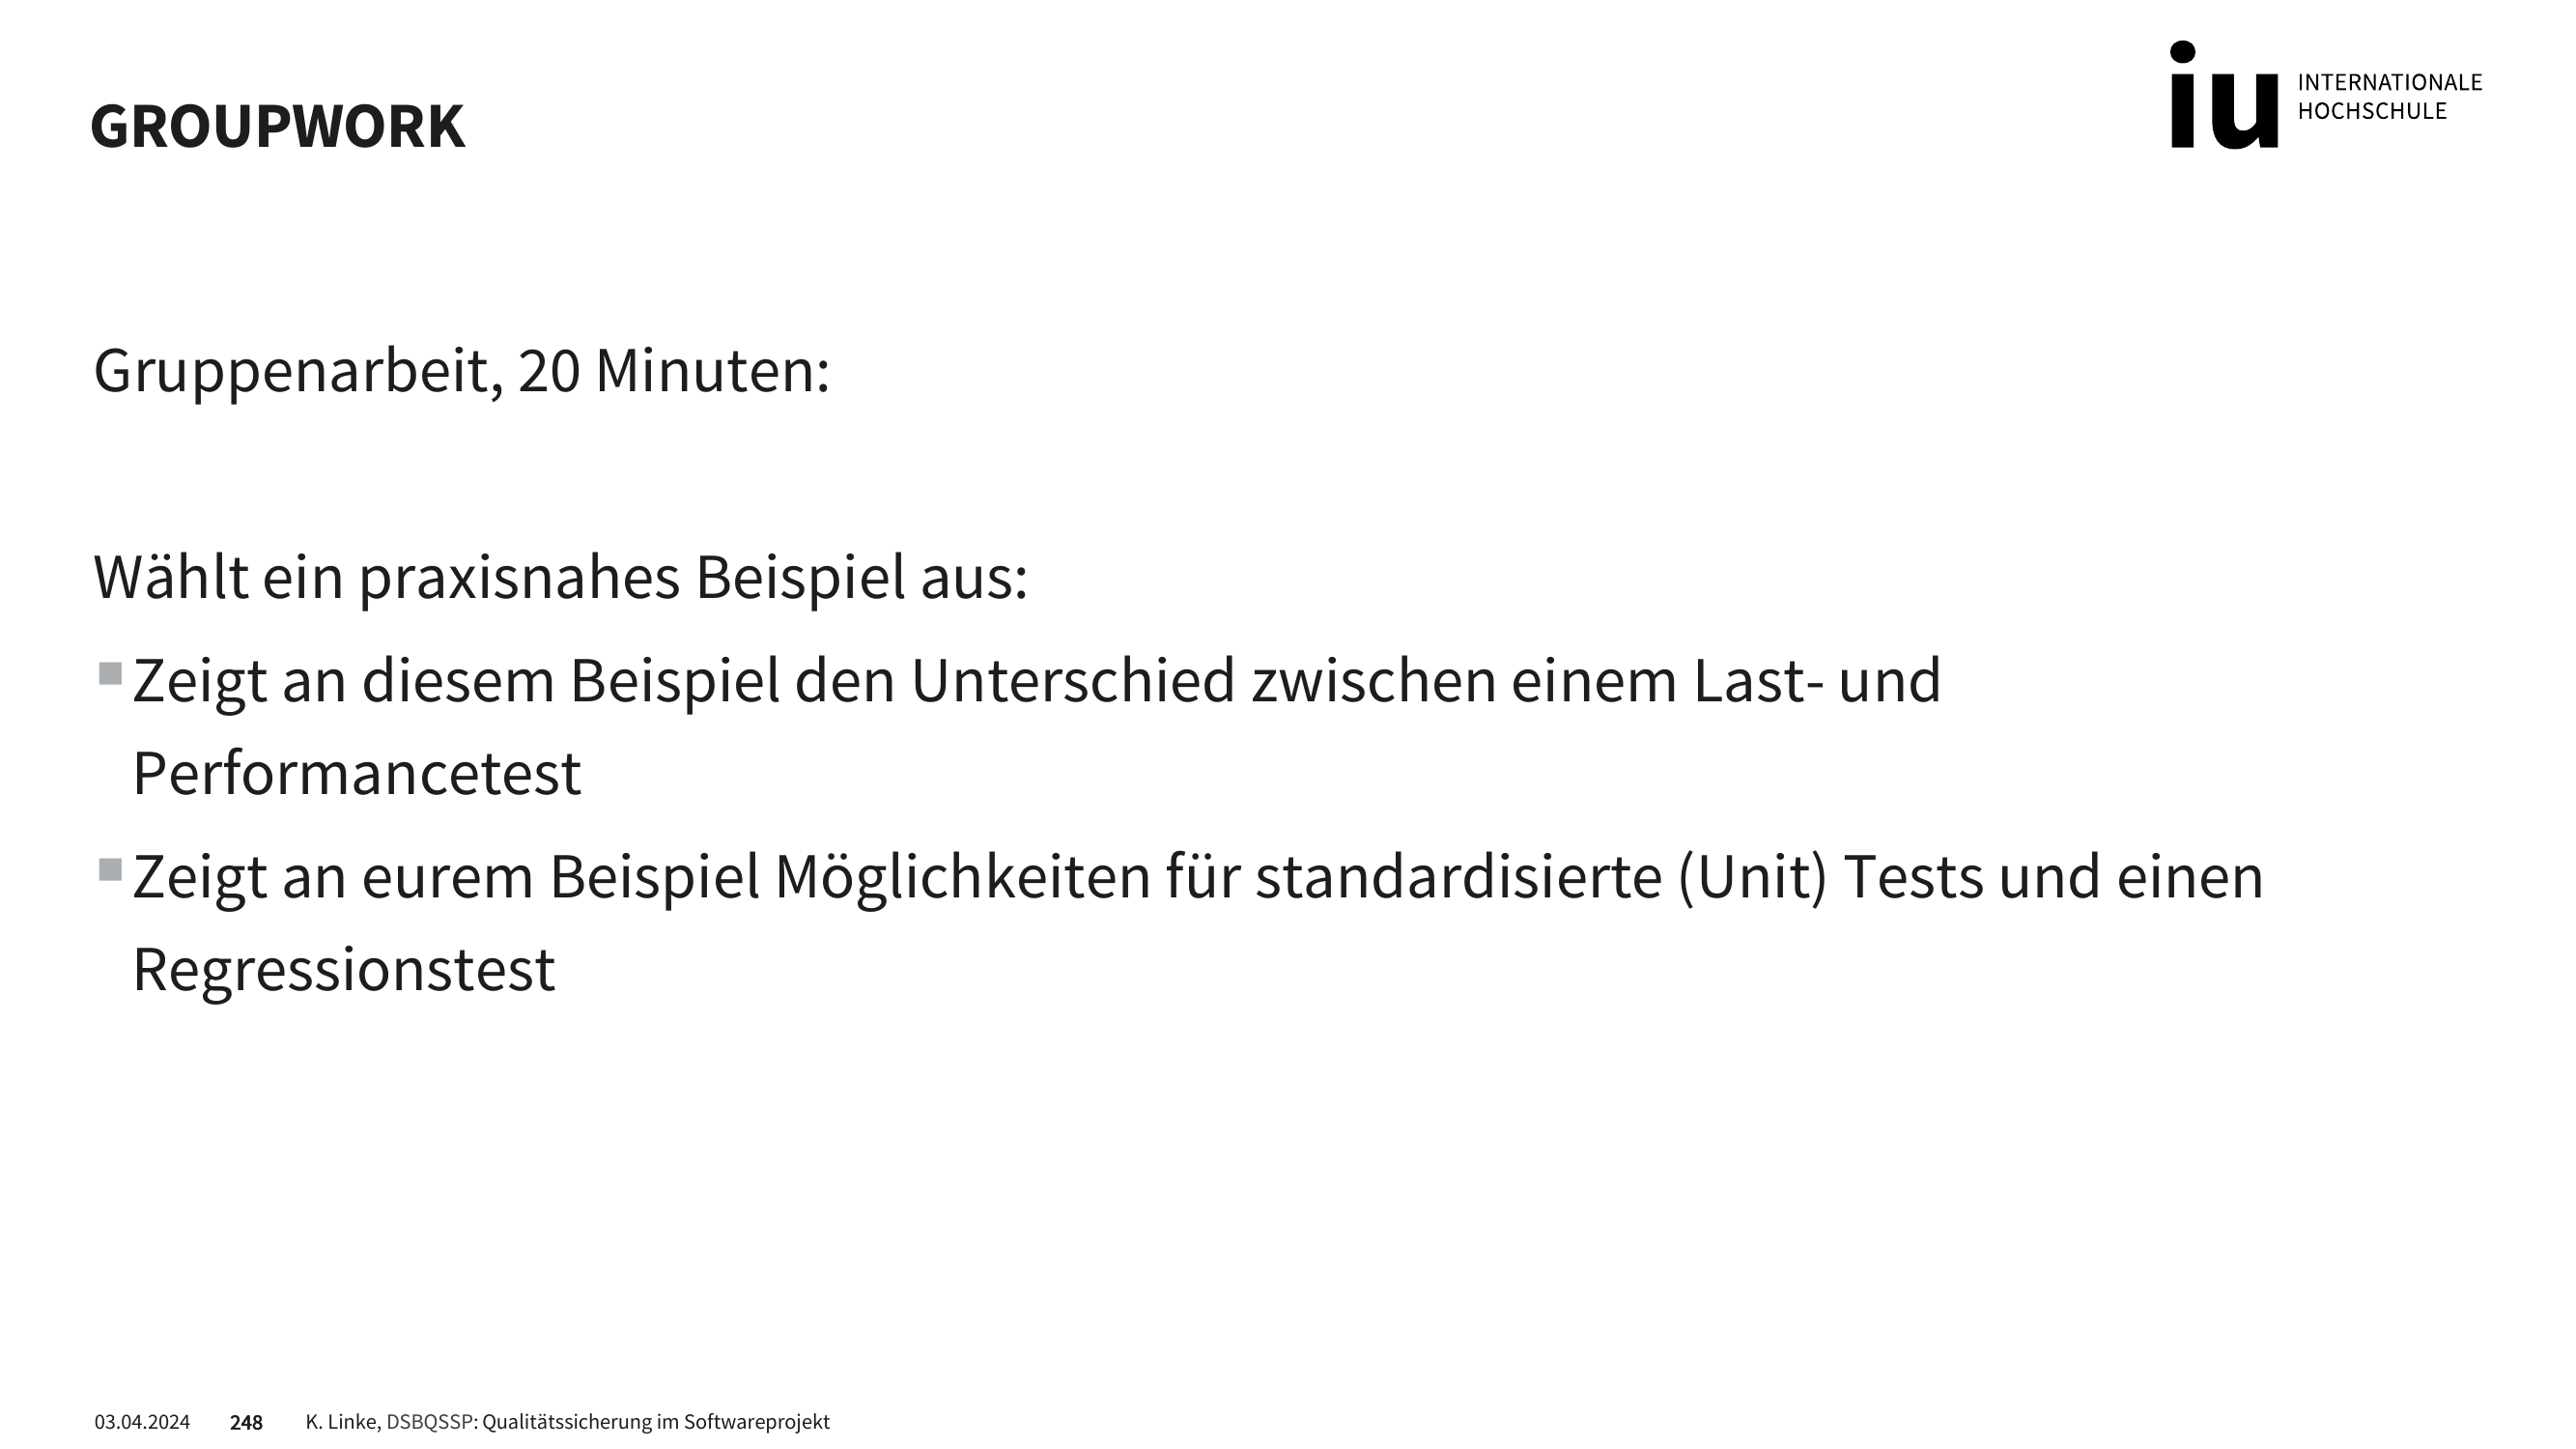 GROUPWORK
iu INTERNATIONALE
HOCHSCHULE
Gruppenarbeit, 20 Minuten:
Wählt ein praxisnahes Beispiel aus:
Zeigt an diesem Beispiel den Unterschied zwischen einem Last- und
Performancetest
Zeigt an eurem Beispiel Möglichkeiten für standardisierte (Unit) Tests und einen
Regressionstest
03.04.2024 248 K. Linke, DSBQSSP: Qualitätssicherung im Softwareprojekt